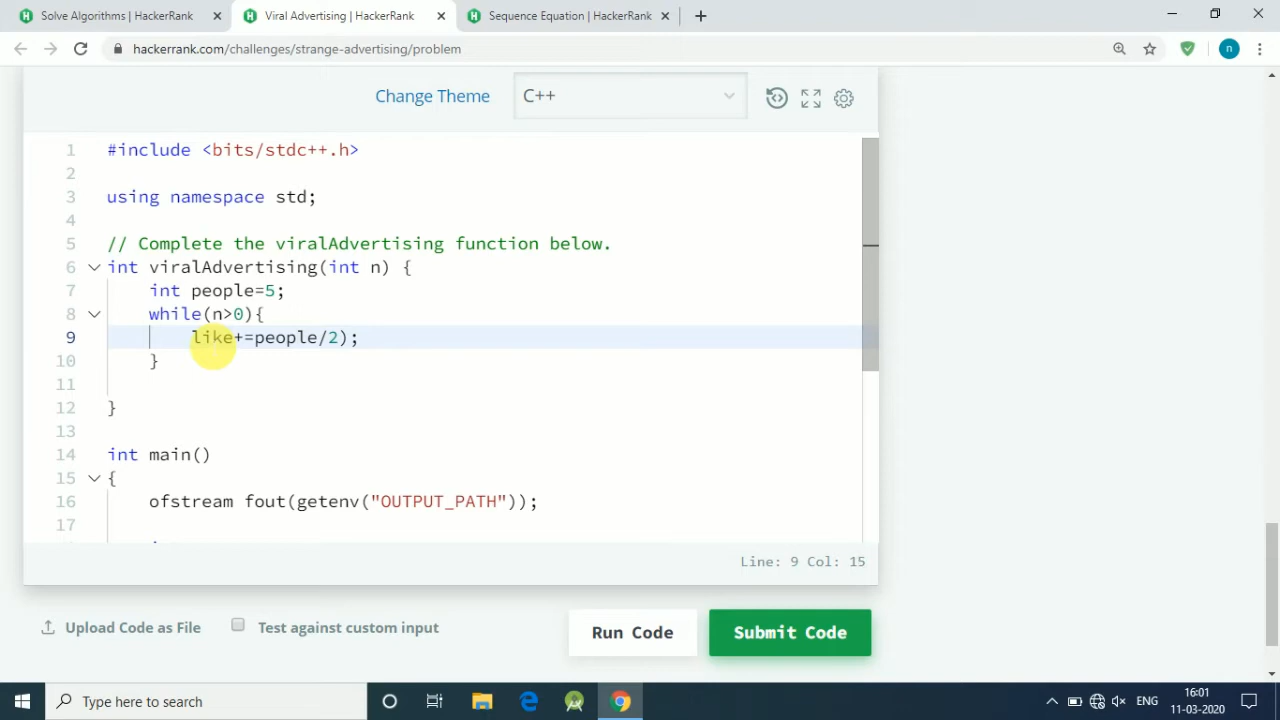 Solve Algorithms | HackerRank
Viral Advertising | HackerRank
Sequence Equation | HackerRank
hackerrank.com/challenges/strange-advertising/problem
n
Change Theme
C++
1 #include <bits/stdc++.h>
2
3 using namespace std;
4
5 // Complete the viralAdvertising function below.
6 int viralAdvertising(int n) {
7 int people=5;
8 while(n>0){
9 like+=people/2);
10 }
11
12 }
13
14 int main()
15 {
16 ofstream fout(getenv("OUTPUT_PATH"));
17
Line: 9 Col: 15
Upload Code as File
Test against custom input
Run Code
Submit Code
Type here to search
ENG
16:01
11-03-2020